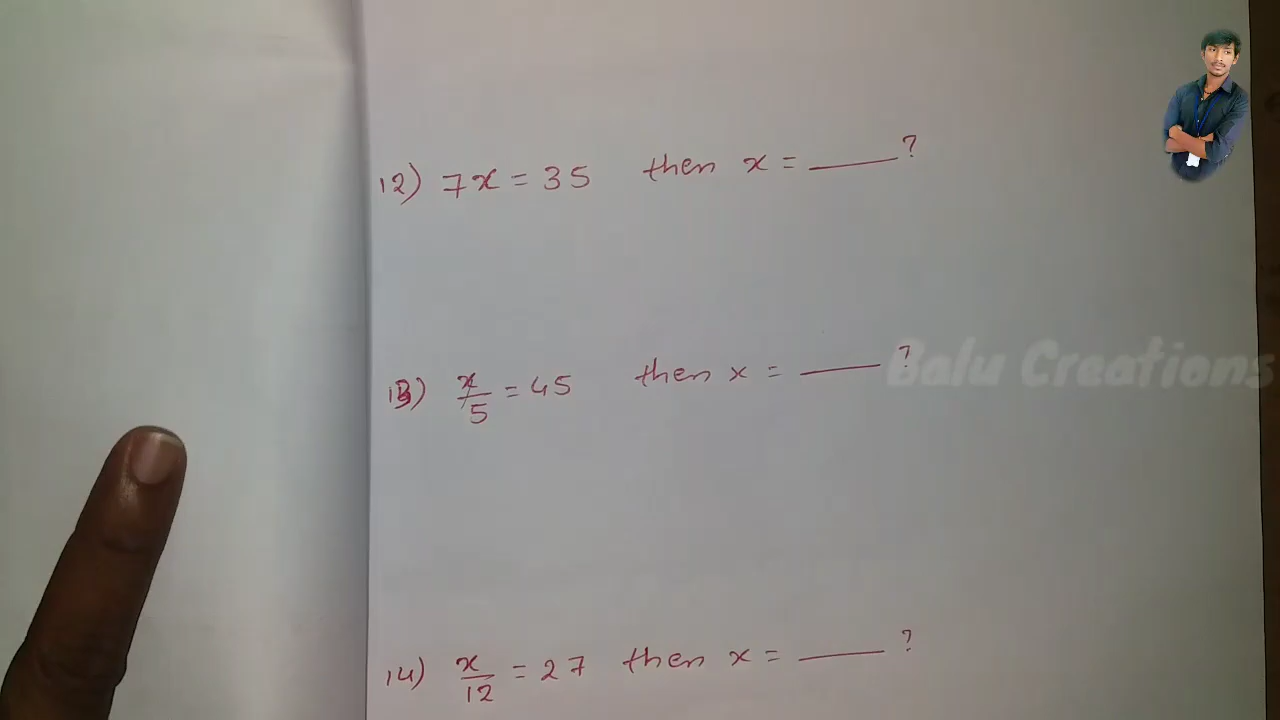 12) 7x = 35 then x = ____ ?
13) x/5 = 45 then x = ____ ?
Balu Creations
14) x/12 = 27 then x = ____ ?